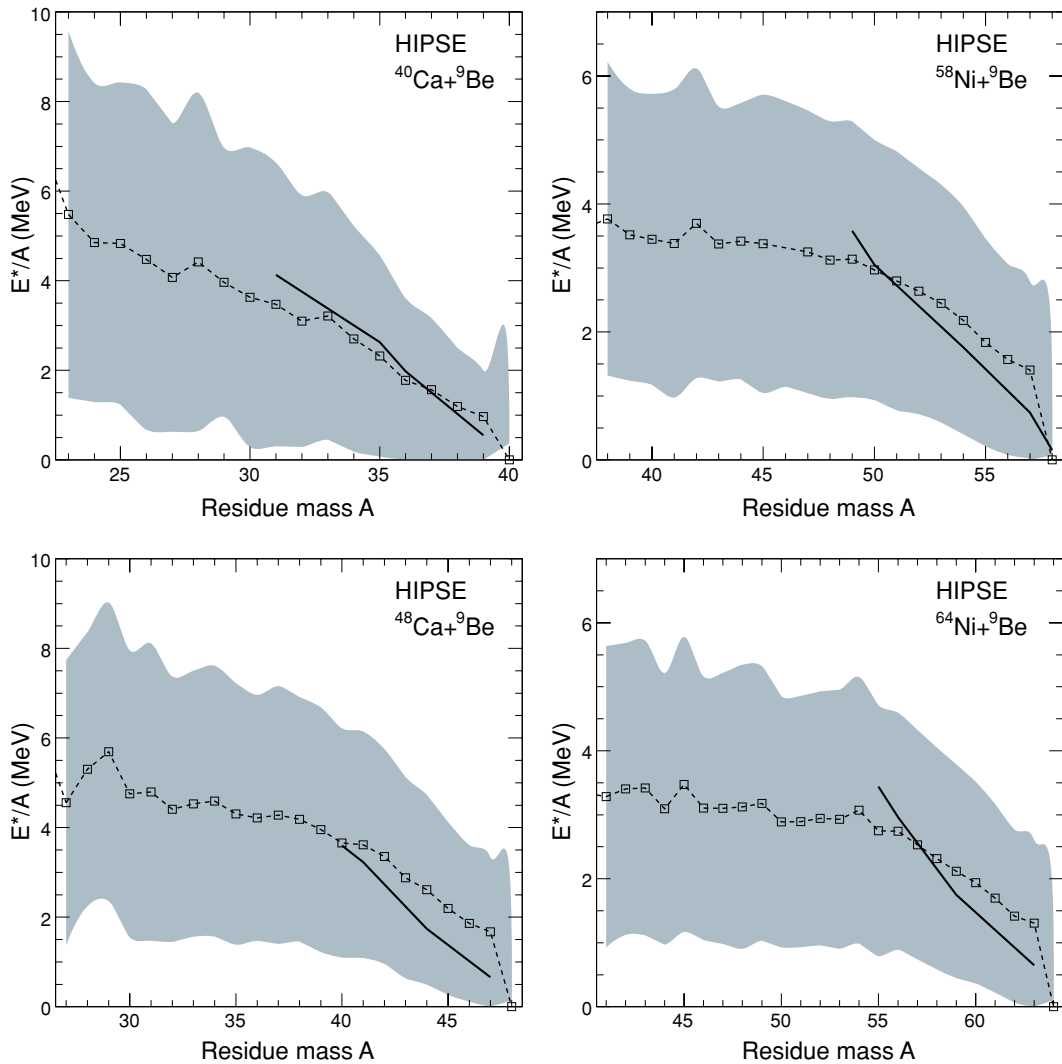 10
8
6
4
2
0
E*/A (MeV)
HIPSE
⁴⁰Ca+⁹Be
25 30 35 40
Residue mass A
6
4
2
0
E*/A (MeV)
HIPSE
⁵⁸Ni+⁹Be
40 45 50 55
Residue mass A
10
8
6
4
2
0
E*/A (MeV)
HIPSE
⁴⁸Ca+⁹Be
30 35 40 45
Residue mass A
6
4
2
0
E*/A (MeV)
HIPSE
⁶⁴Ni+⁹Be
45 50 55 60
Residue mass A